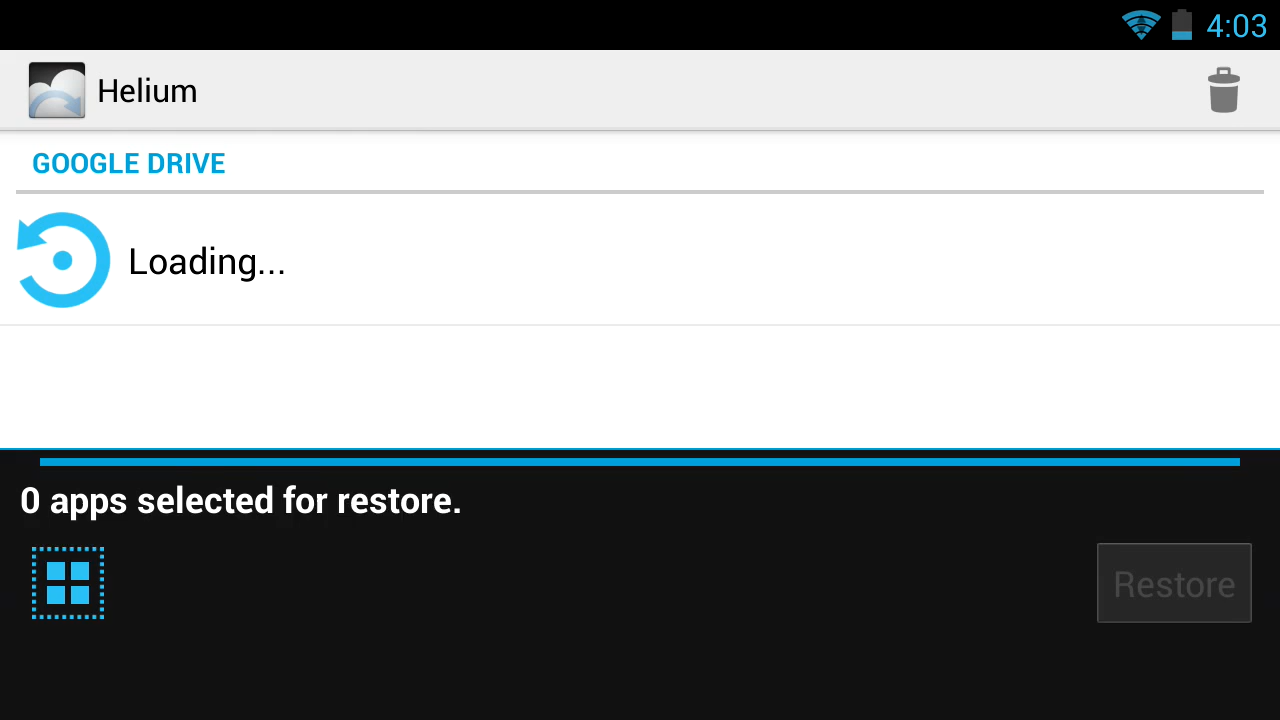 4:03
Helium
GOOGLE DRIVE
Loading...
0 apps selected for restore.
Restore